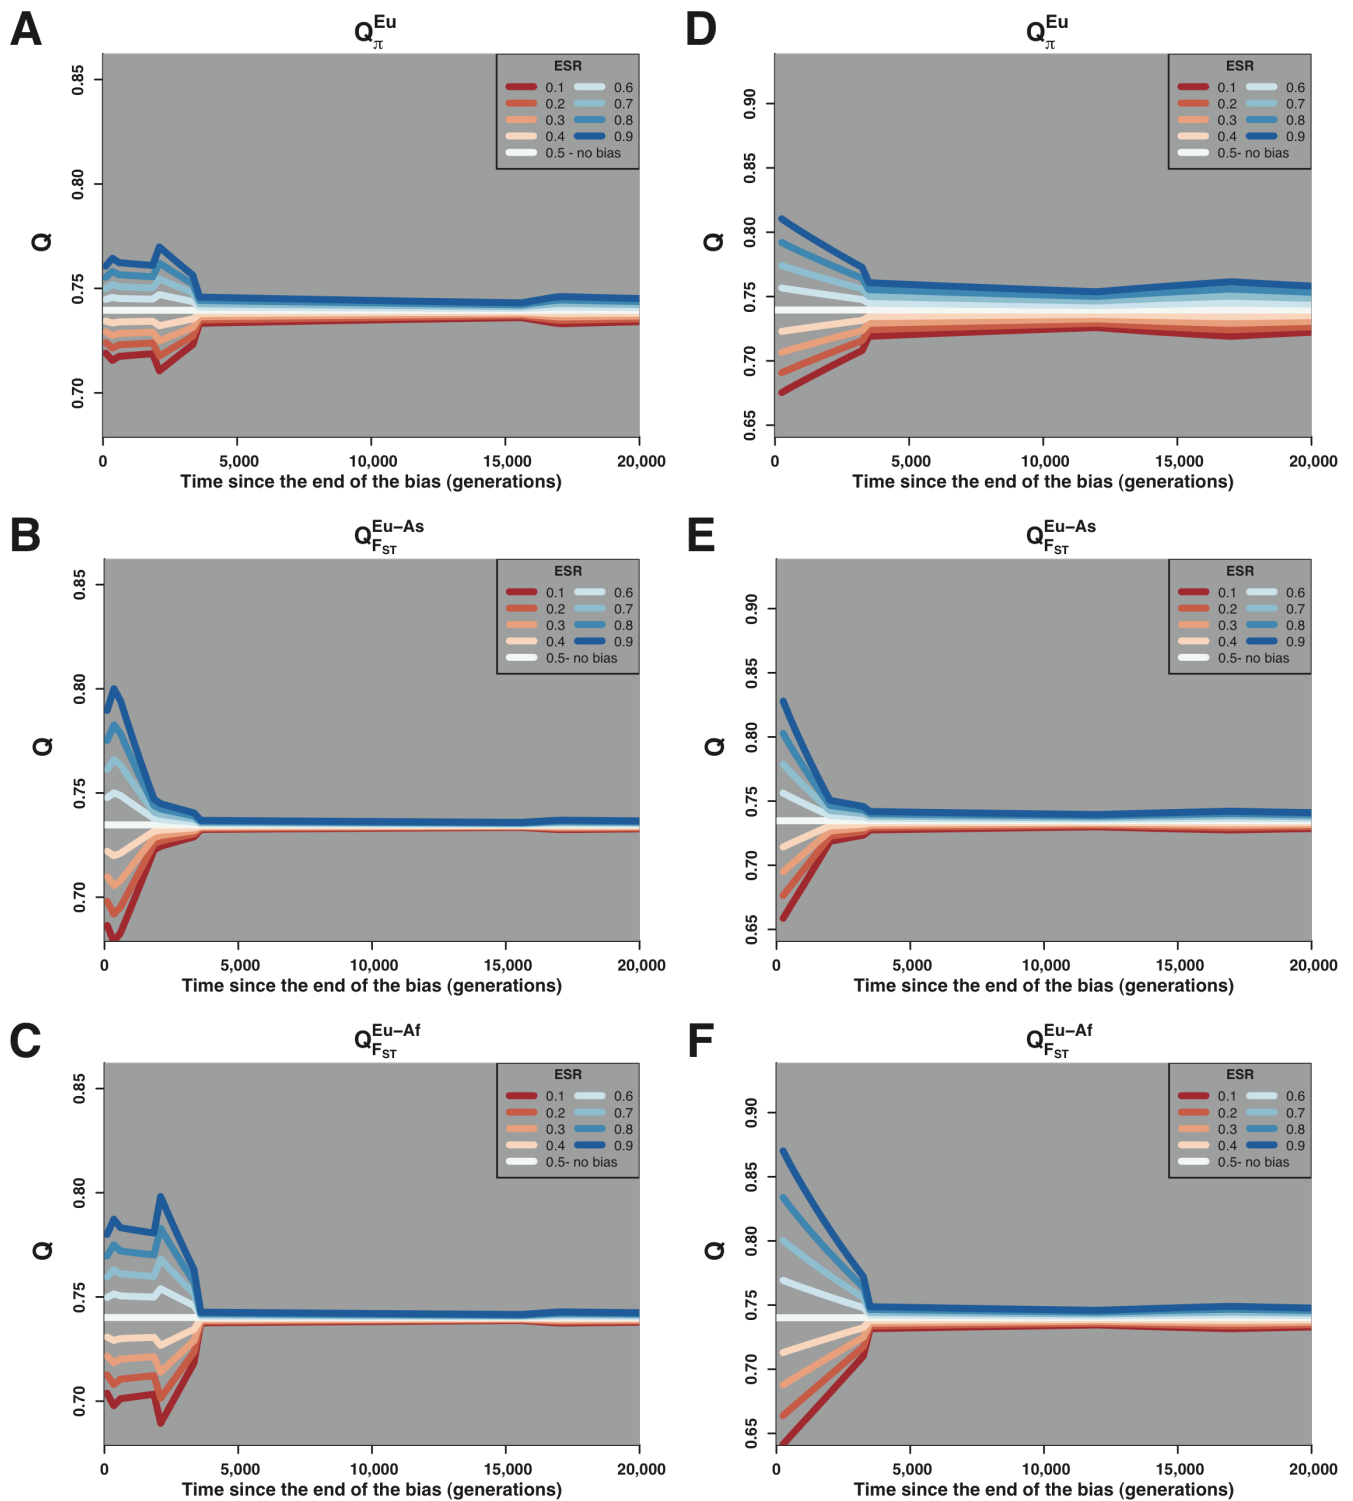 A
Q π Eu
ESR
0.1 0.6
0.2 0.7
0.3 0.8
0.4 0.9
0.5 - no bias
Q
0.85
0.80
0.75
0.70
0 5,000 10,000 15,000 20,000
Time since the end of the bias (generations)
D
Q π Eu
ESR
0.1 0.6
0.2 0.7
0.3 0.8
0.4 0.9
0.5- no bias
Q
0.90
0.85
0.80
0.75
0.70
0.65
0 5,000 10,000 15,000 20,000
Time since the end of the bias (generations)
B
Q FST Eu−As
ESR
0.1 0.6
0.2 0.7
0.3 0.8
0.4 0.9
0.5- no bias
Q
0.85
0.80
0.75
0.70
0 5,000 10,000 15,000 20,000
Time since the end of the bias (generations)
E
Q FST Eu−As
ESR
0.1 0.6
0.2 0.7
0.3 0.8
0.4 0.9
0.5- no bias
Q
0.90
0.85
0.80
0.75
0.70
0.65
0 5,000 10,000 15,000 20,000
Time since the end of the bias (generations)
C
Q FST Eu−Af
ESR
0.1 0.6
0.2 0.7
0.3 0.8
0.4 0.9
0.5- no bias
Q
0.85
0.80
0.75
0.70
0 5,000 10,000 15,000 20,000
Time since the end of the bias (generations)
F
Q FST Eu−Af
ESR
0.1 0.6
0.2 0.7
0.3 0.8
0.4 0.9
0.5- no bias
Q
0.90
0.85
0.80
0.75
0.70
0.65
0 5,000 10,000 15,000 20,000
Time since the end of the bias (generations)